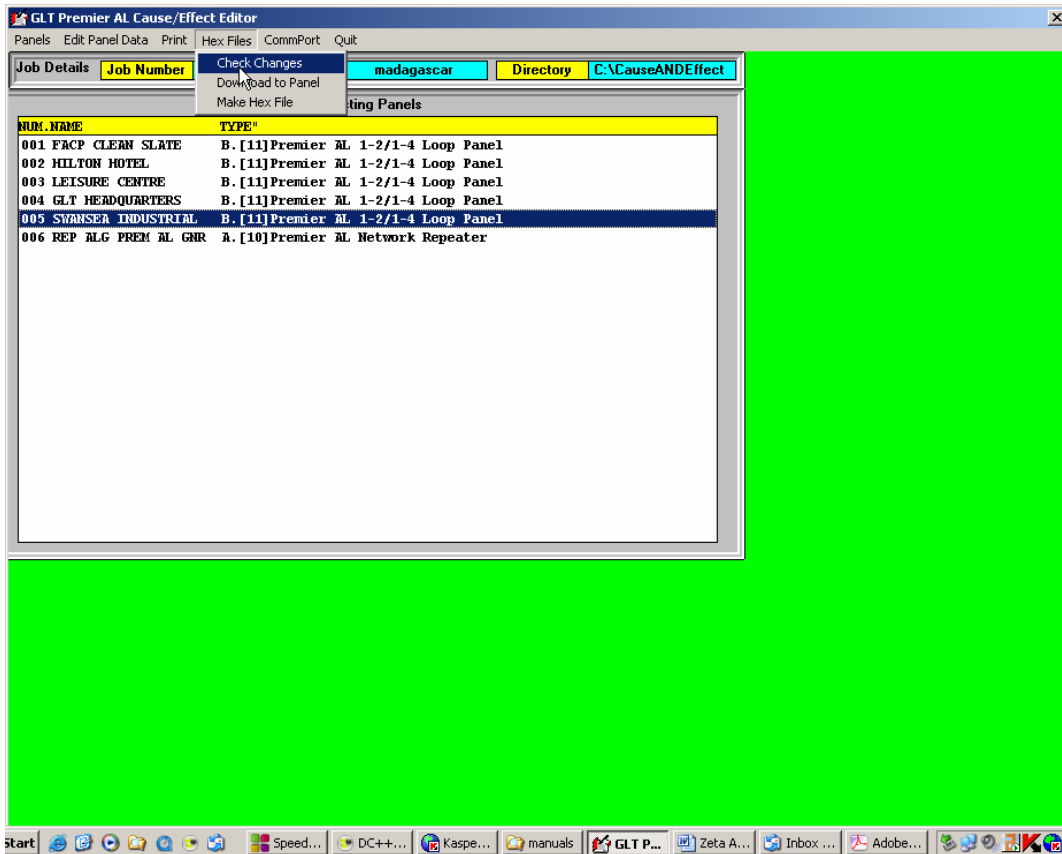 GLT Premier AL Cause/Effect Editor
Panels Edit Panel Data Print Hex Files CommPort Quit
Check Changes
Download to Panel
Make Hex File
Job Details Job Number madagascar Directory C:\CauseANDEffect
ting Panels
NUM.NAME TYPE"
001 FACP CLEAN SLATE B.[11]Premier AL 1-2/1-4 Loop Panel
002 HILTON HOTEL B.[11]Premier AL 1-2/1-4 Loop Panel
003 LEISURE CENTRE B.[11]Premier AL 1-2/1-4 Loop Panel
004 GLT HEADQUARTERS B.[11]Premier AL 1-2/1-4 Loop Panel
005 SWANSEA INDUSTRIAL B.[11]Premier AL 1-2/1-4 Loop Panel
006 REP ALG PREM AL GNR A.[10]Premier AL Network Repeater
Start Speed... DC++... Kaspe... manuals GLT P... Zeta A... Inbox ... Adobe...